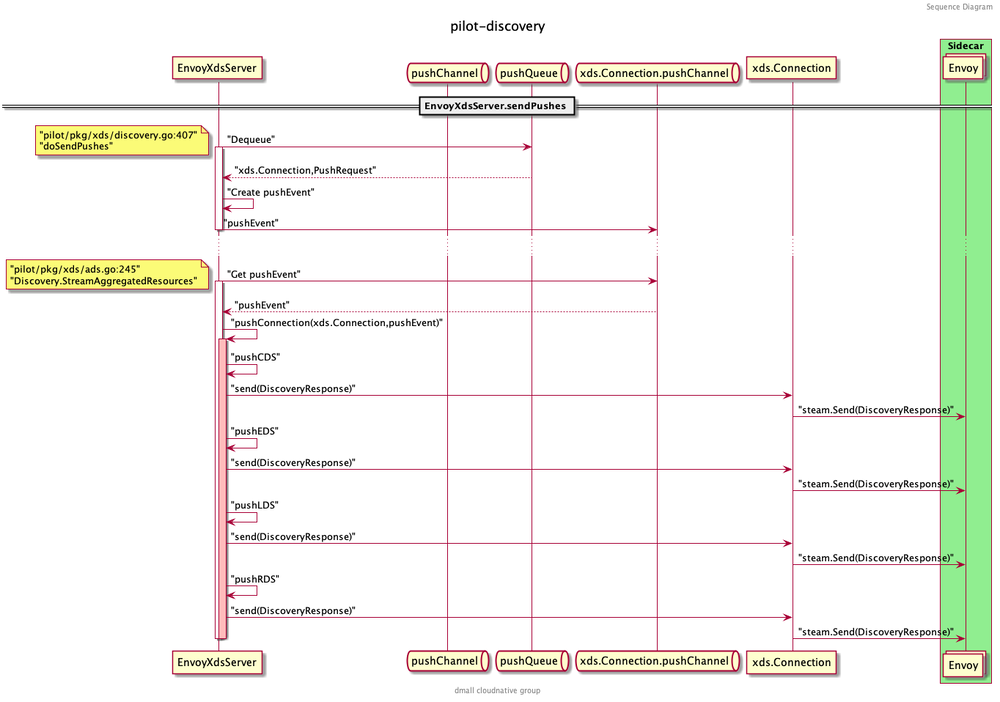 Sequence Diagram
pilot-discovery
Sidecar
EnvoyXdsServer
pushChannel
pushQueue
xds.Connection.pushChannel
xds.Connection
Envoy
EnvoyXdsServer.sendPushes
"pilot/pkg/xds/discovery.go:407"
"doSendPushes"
"Dequeue"
"xds.Connection,PushRequest"
"Create pushEvent"
"pushEvent"
"pilot/pkg/xds/ads.go:245"
"Discovery.StreamAggregatedResources"
"Get pushEvent"
"pushEvent"
"pushConnection(xds.Connection,pushEvent)"
"pushCDS"
"send(DiscoveryResponse)"
"steam.Send(DiscoveryResponse)"
"pushEDS"
"send(DiscoveryResponse)"
"steam.Send(DiscoveryResponse)"
"pushLDS"
"send(DiscoveryResponse)"
"steam.Send(DiscoveryResponse)"
"pushRDS"
"send(DiscoveryResponse)"
"steam.Send(DiscoveryResponse)"
EnvoyXdsServer
pushChannel
pushQueue
xds.Connection.pushChannel
xds.Connection
Envoy
dmall cloudnative group